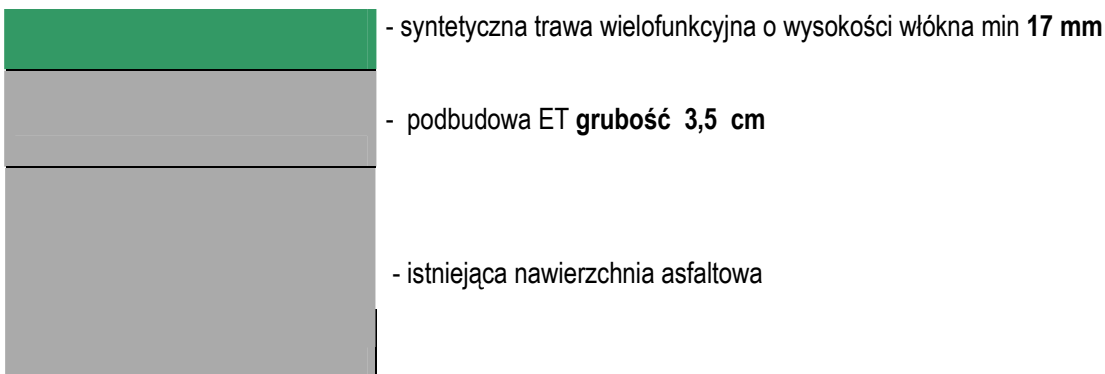 - syntetyczna trawa wielofunkcyjna o wysokości włókna min 17 mm
- podbudowa ET grubość 3,5 cm
- istniejąca nawierzchnia asfaltowa